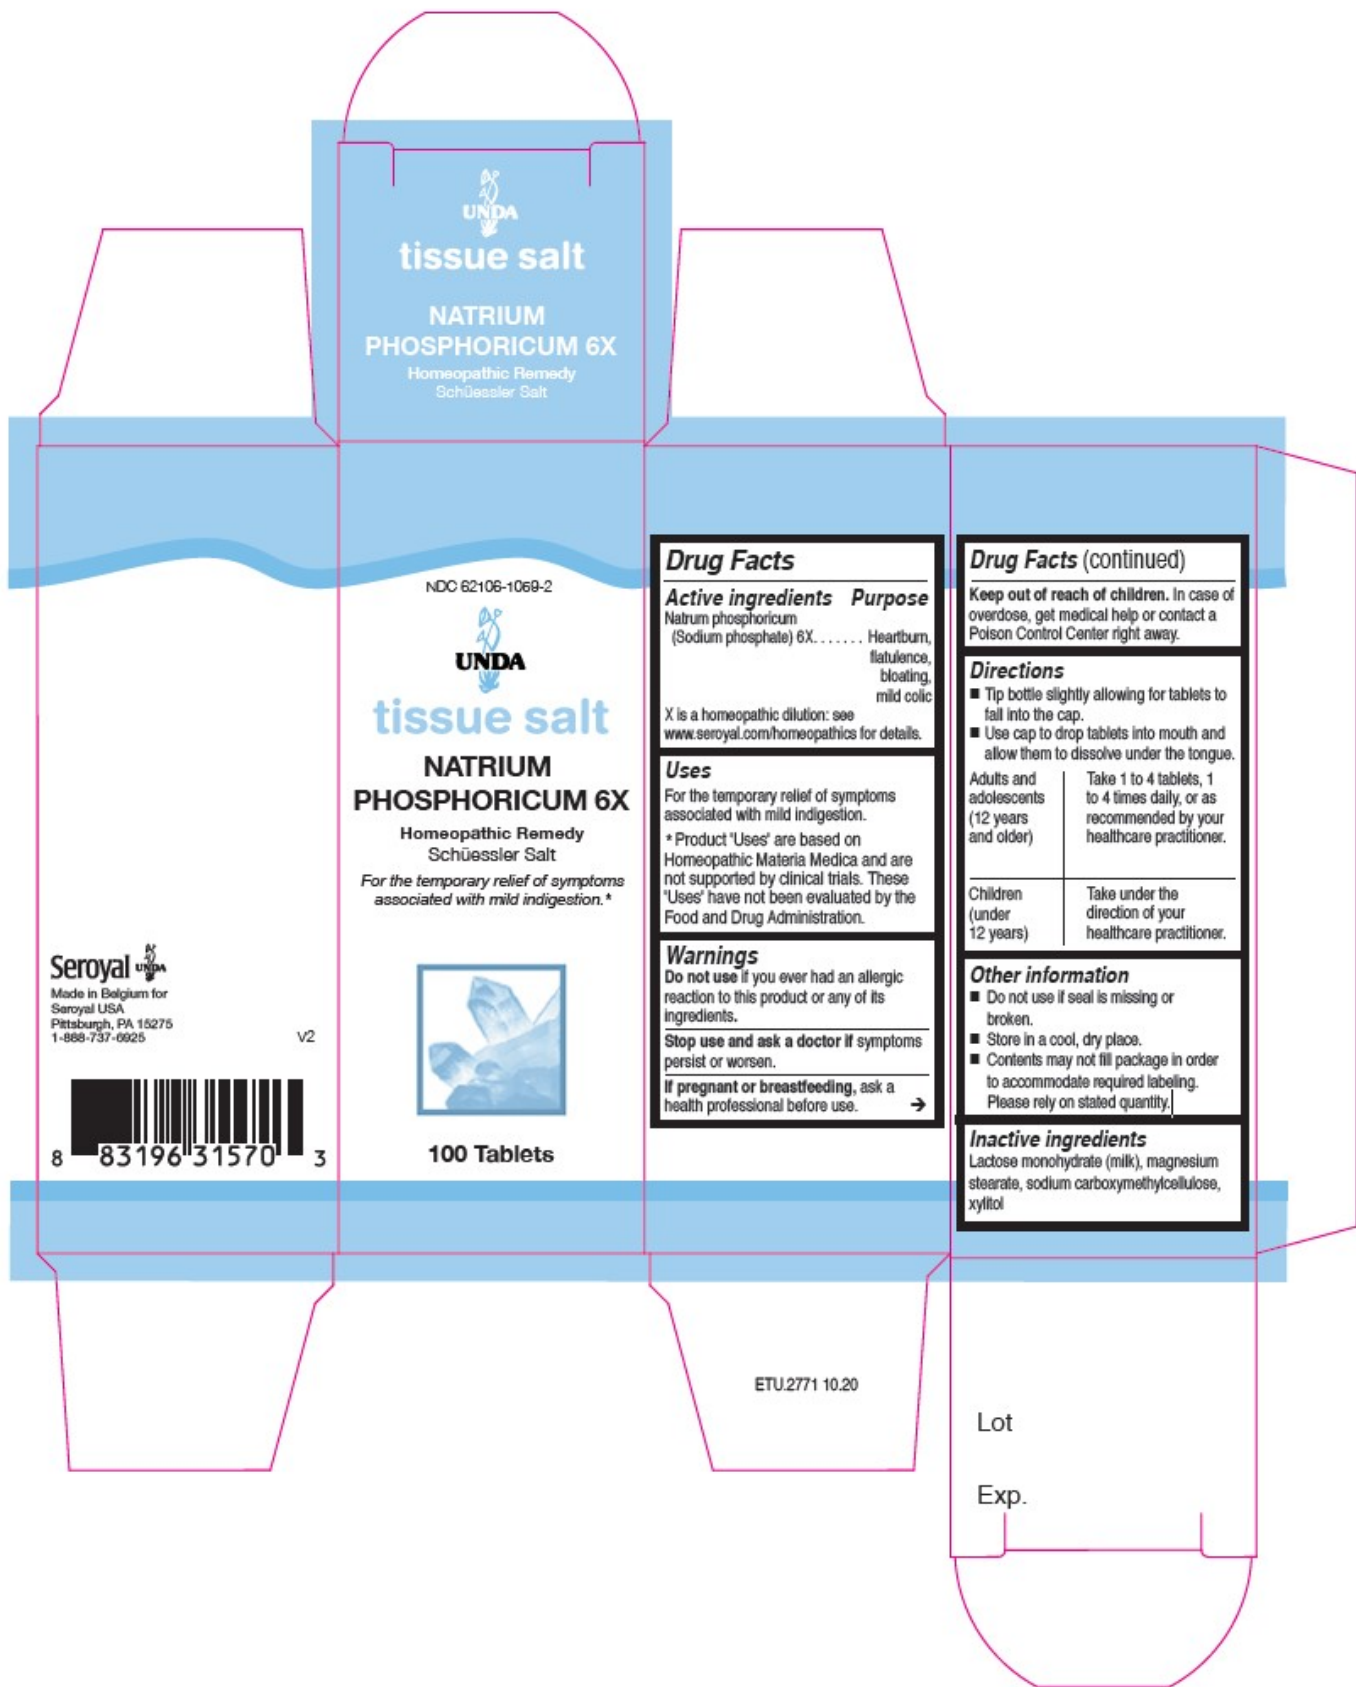 UNDA
tissue salt
NATRIUM
PHOSPHORICUM 6X
Homeopathic Remedy
Schüessler Salt
Seroyal UNDA
Made in Belgium for
Seroyal USA
Pittsburgh, PA 15275
1-888-737-6925
V2
8 83196 31570 3
NDC 62106-1069-2
UNDA
tissue salt
NATRIUM
PHOSPHORICUM 6X
Homeopathic Remedy
Schüessler Salt
For the temporary relief of symptoms
associated with mild indigestion.*
100 Tablets
Drug Facts
Active ingredients Purpose
Natrum phosphoricum
(Sodium phosphate) 6X....... Heartburn,
flatulence,
bloating,
mild colic
X is a homeopathic dilution: see
www.seroyal.com/homeopathics for details.
Uses
For the temporary relief of symptoms
associated with mild indigestion.
* Product 'Uses' are based on
Homeopathic Materia Medica and are
not supported by clinical trials. These
'Uses' have not been evaluated by the
Food and Drug Administration.
Warnings
Do not use if you ever had an allergic
reaction to this product or any of its
ingredients.
Stop use and ask a doctor if symptoms
persist or worsen.
If pregnant or breastfeeding, ask a
health professional before use. →
Drug Facts (continued)
Keep out of reach of children. In case of
overdose, get medical help or contact a
Poison Control Center right away.
Directions
■ Tip bottle slightly allowing for tablets to
fall into the cap.
■ Use cap to drop tablets into mouth and
allow them to dissolve under the tongue.
Adults and Take 1 to 4 tablets, 1
adolescents to 4 times daily, or as
(12 years recommended by your
and older) healthcare practitioner.
Children Take under the
(under direction of your
12 years) healthcare practitioner.
Other information
■ Do not use if seal is missing or
broken.
■ Store in a cool, dry place.
■ Contents may not fill package in order
to accommodate required labeling.
Please rely on stated quantity.
Inactive ingredients
Lactose monohydrate (milk), magnesium
stearate, sodium carboxymethylcellulose,
xylitol
ETU.2771 10.20
Lot
Exp.